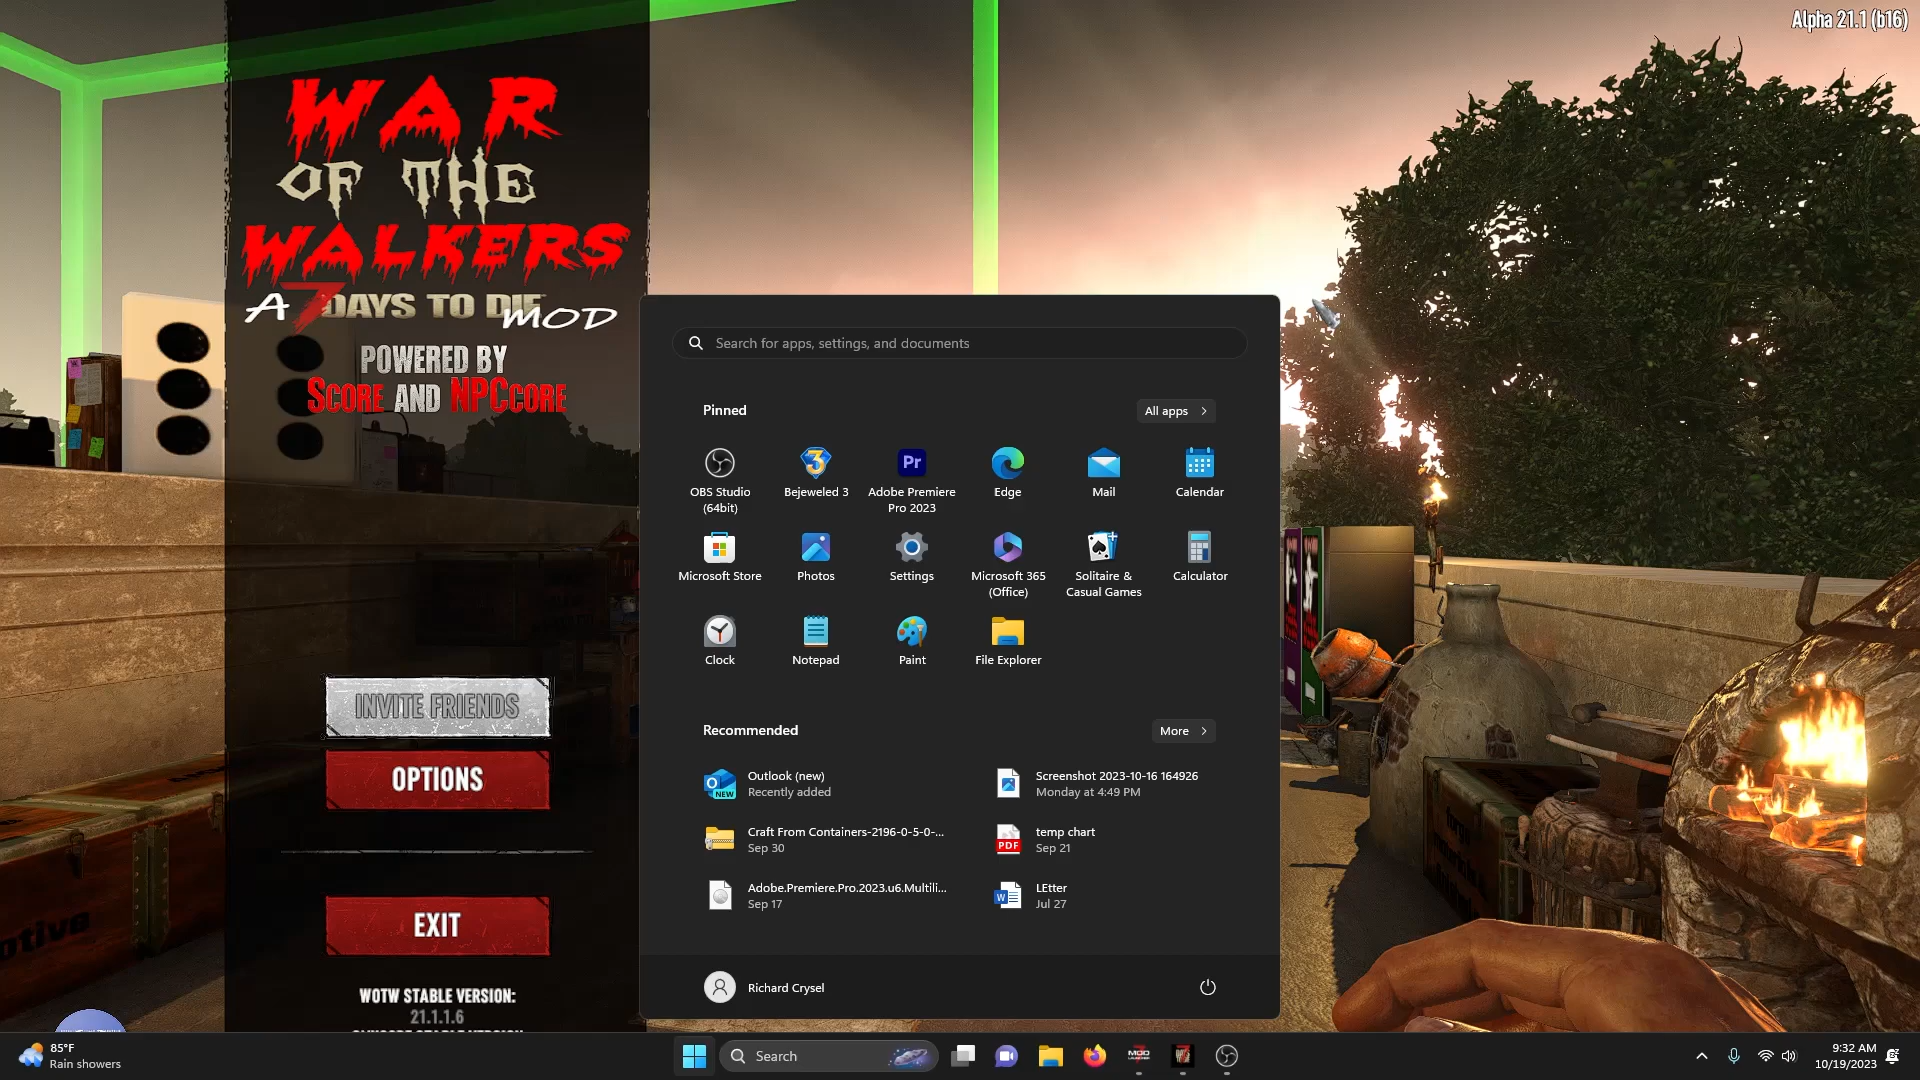 Alpha 21.1 (b16)
WAR
OF THE
WALKERS
A 7 DAYS TO DIE
MOD
POWERED BY
SCORE AND NPCCORE
INVITE FRIENDS
OPTIONS
EXIT
WOTW STABLE VERSION:
21.1.1.6
Search for apps, settings, and documents
Pinned
All apps
OBS Studio
(64bit)
Bejeweled 3
Adobe Premiere
Pro 2023
Edge
Mail
Calendar
Microsoft Store
Photos
Settings
Microsoft 365
(Office)
Solitaire &
Casual Games
Calculator
Clock
Notepad
Paint
File Explorer
Recommended
More
Outlook (new)
Recently added
Screenshot 2023-10-16 164926
Monday at 4:49 PM
Craft From Containers-2196-0-5-0-...
Sep 30
temp chart
Sep 21
Adobe.Premiere.Pro.2023.u6.Multili...
Sep 17
LEtter
Jul 27
Richard Crysel
85°F
Rain showers
Search
9:32 AM
10/19/2023